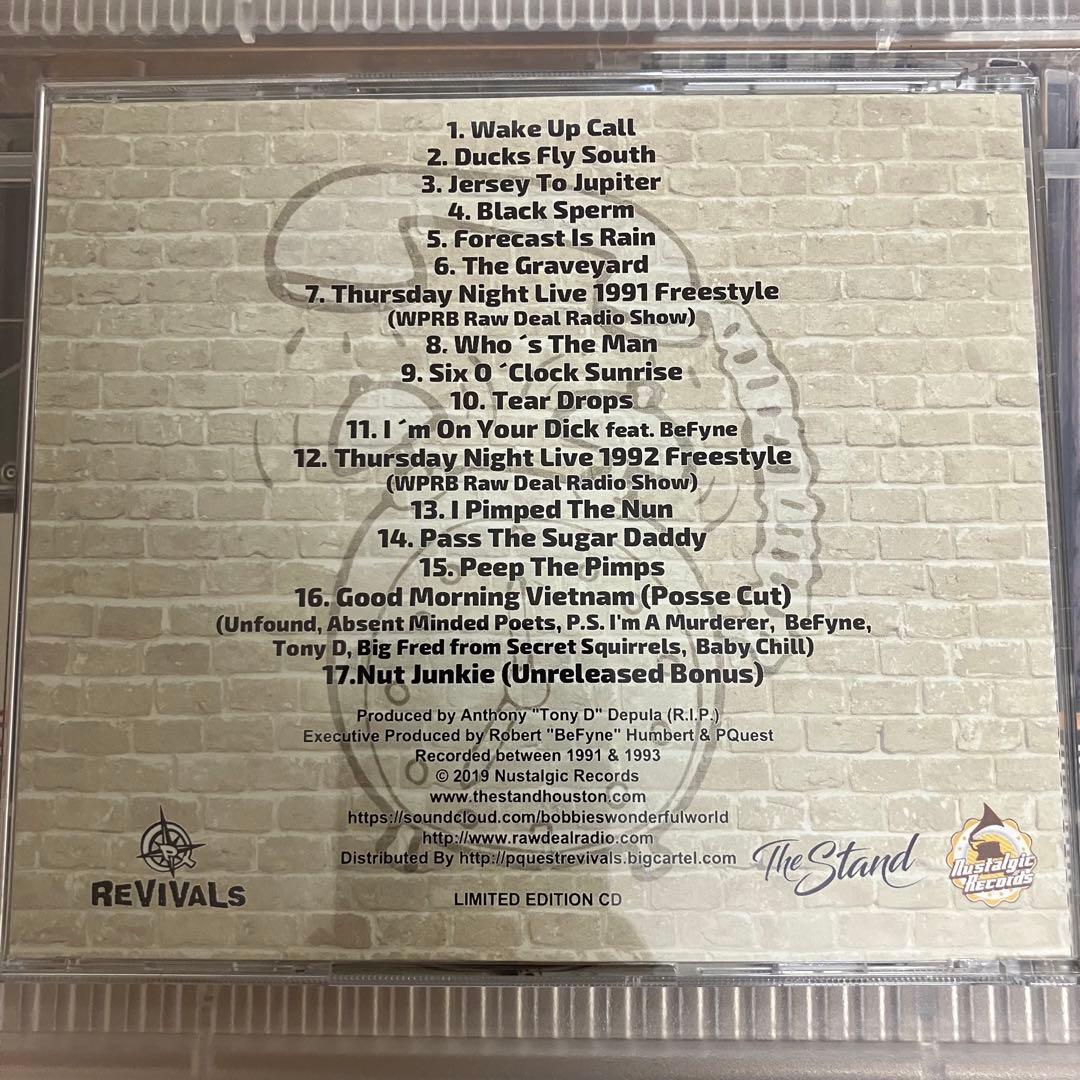 1. Wake Up Call
2. Ducks Fly South
3. Jersey To Jupiter
4. Black Sperm
5. Forecast Is Rain
6. The Graveyard
7. Thursday Night Live 1991 Freestyle
(WPRB Raw Deal Radio Show)
8. Who ´s The Man
9. Six O ´Clock Sunrise
10. Tear Drops
11. I ´m On Your Dick feat. BeFyne
12. Thursday Night Live 1992 Freestyle
(WPRB Raw Deal Radio Show)
13. I Pimped The Nun
14. Pass The Sugar Daddy
15. Peep The Pimps
16. Good Morning Vietnam (Posse Cut)
(Unfound, Absent Minded Poets, P.S. I'm A Murderer, BeFyne,
Tony D, Big Fred from Secret Squirrels, Baby Chill)
17.Nut Junkie (Unreleased Bonus)
Produced by Anthony "Tony D" Depula (R.I.P.)
Executive Produced by Robert "BeFyne" Humbert & PQuest
Recorded between 1991 & 1993
© 2019 Nustalgic Records
www.thestandhouston.com
https://soundcloud.com/bobbieswonderfulworld
http://www.rawdealradio.com
Distributed By http://pquestrevivals.bigcartel.com
LIMITED EDITION CD
ReViVALs
The Stand
Nustalgic
Records